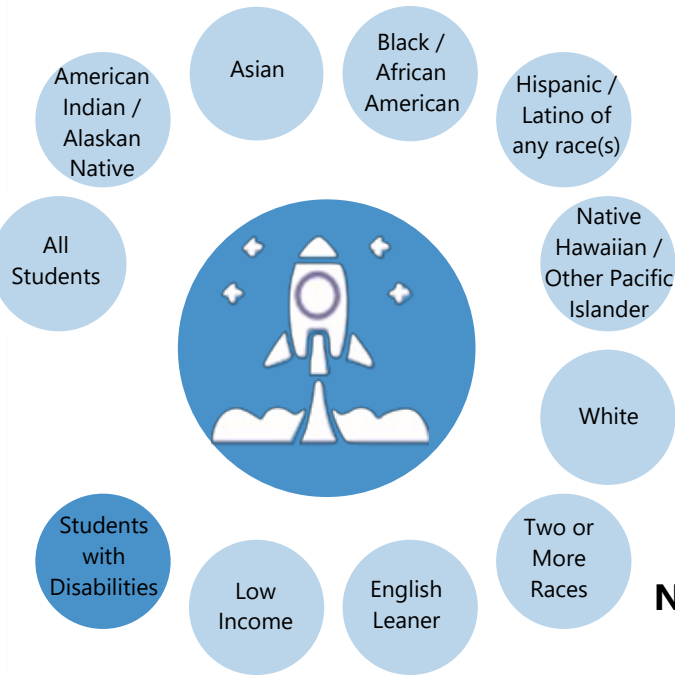 American
Indian /
Alaskan
Native
Asian
Black /
African
American
Hispanic /
Latino of
any race(s)
All
Students
Native
Hawaiian /
Other Pacific
Islander
White
Students
with
Disabilities
Low
Income
English
Leaner
Two or
More
Races
N